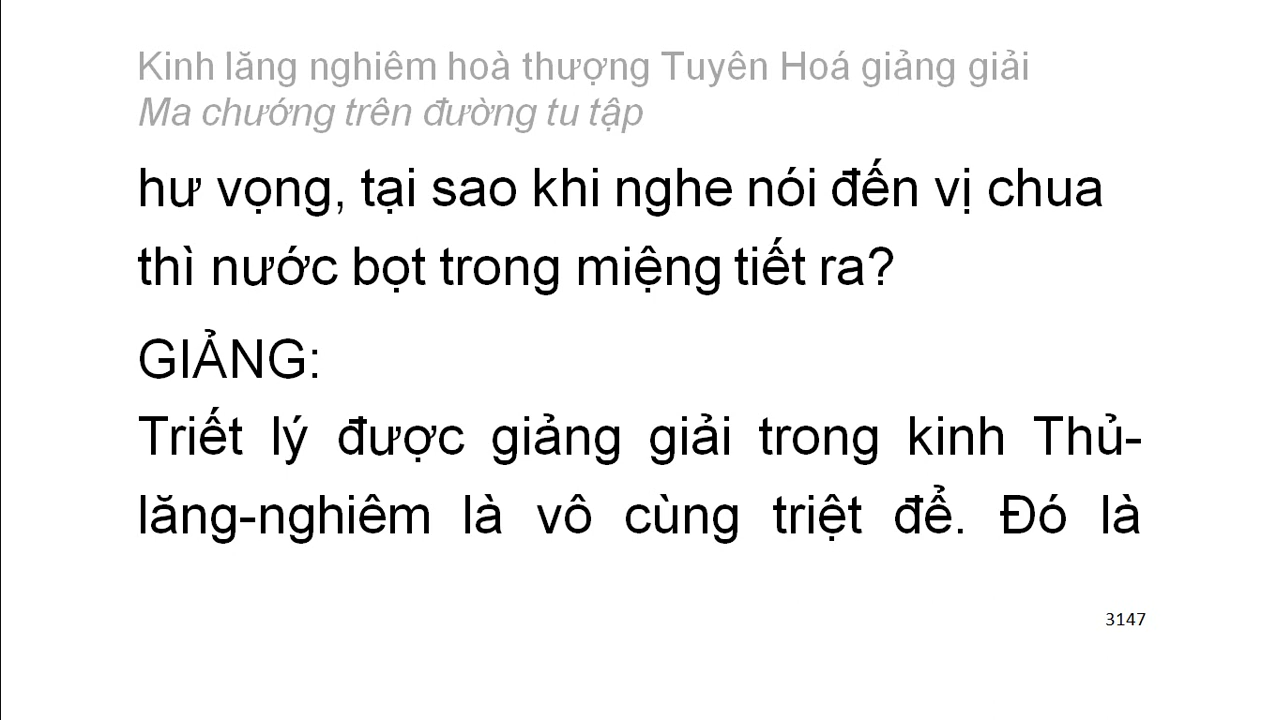 Kinh lăng nghiêm hoà thượng Tuyên Hoá giảng giải
Ma chướng trên đường tu tập
hư vọng, tại sao khi nghe nói đến vị chua
thì nước bọt trong miệng tiết ra?
GIẢNG:
Triết lý được giảng giải trong kinh Thủ-
lăng-nghiêm là vô cùng triệt để. Đó là
3147